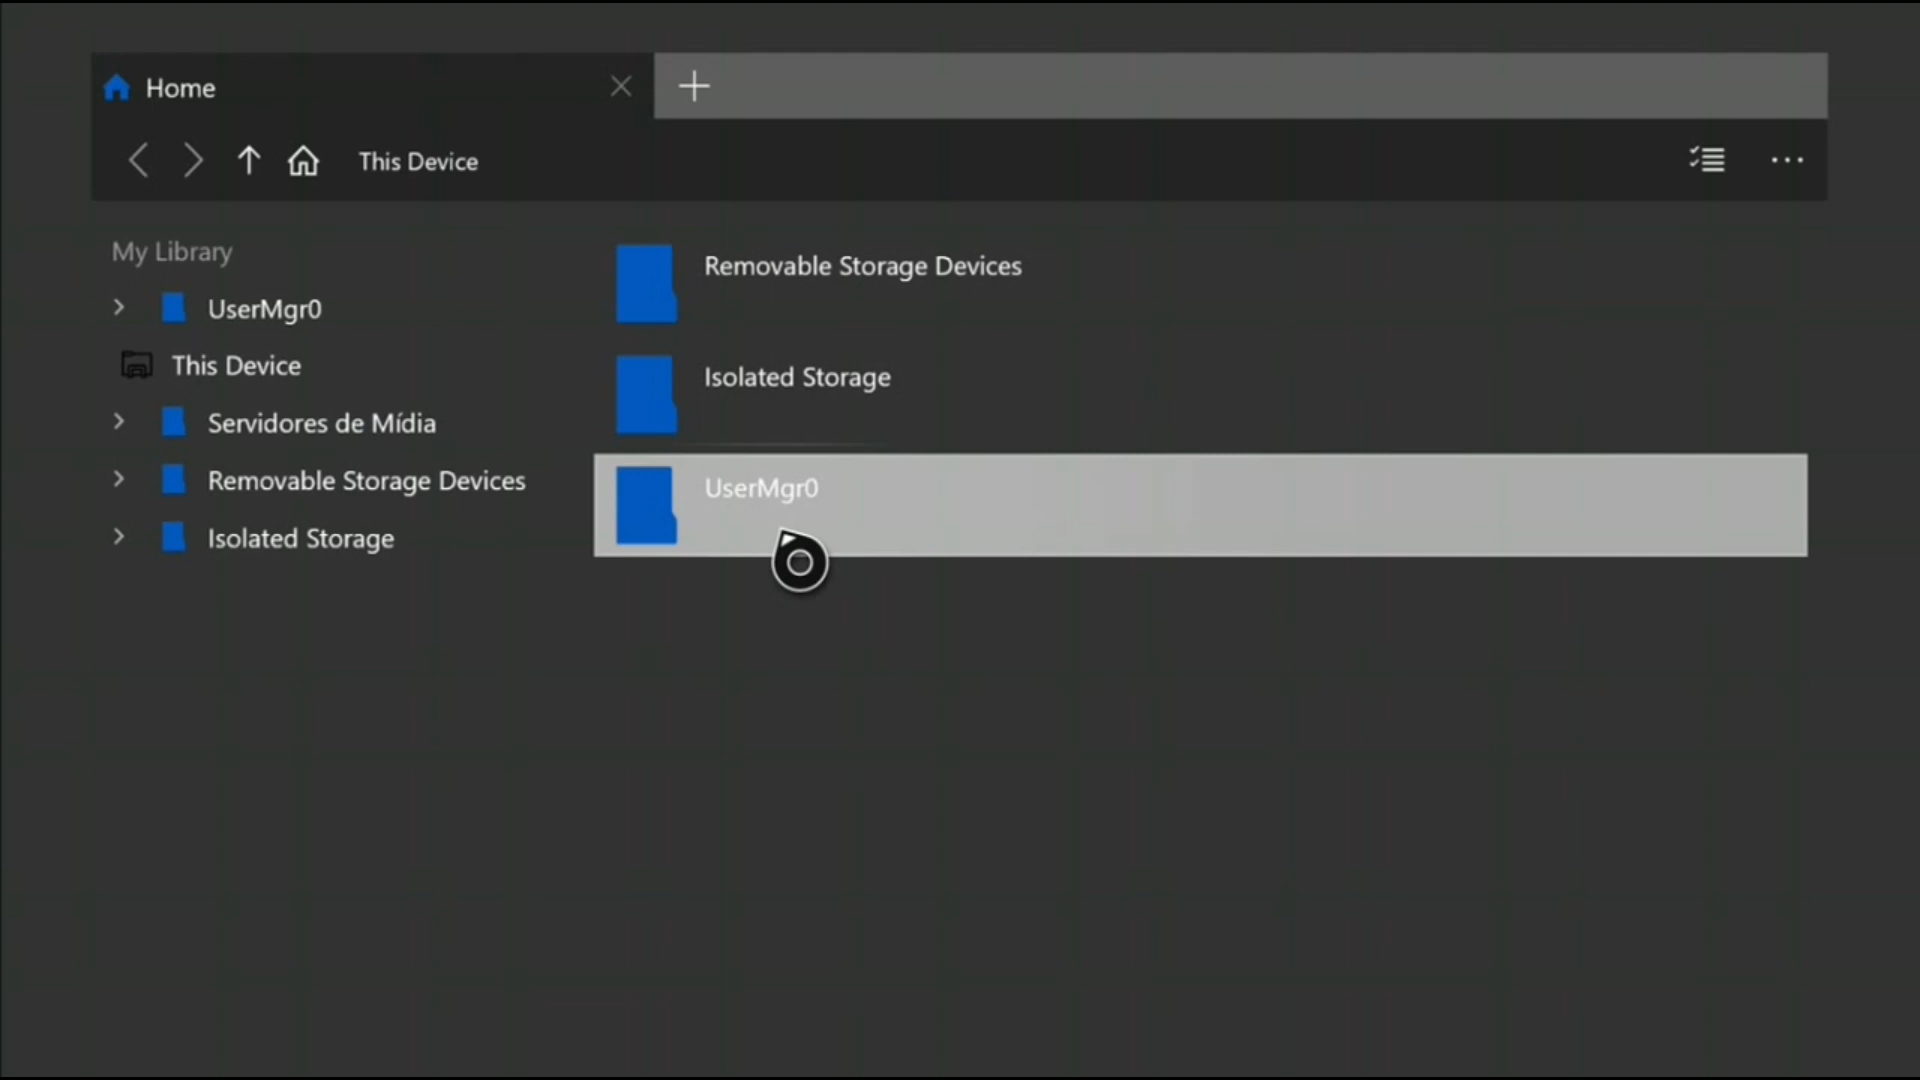 Home
This Device
My Library
UserMgr0
This Device
Servidores de Mídia
Removable Storage Devices
Isolated Storage
Removable Storage Devices
Isolated Storage
UserMgr0